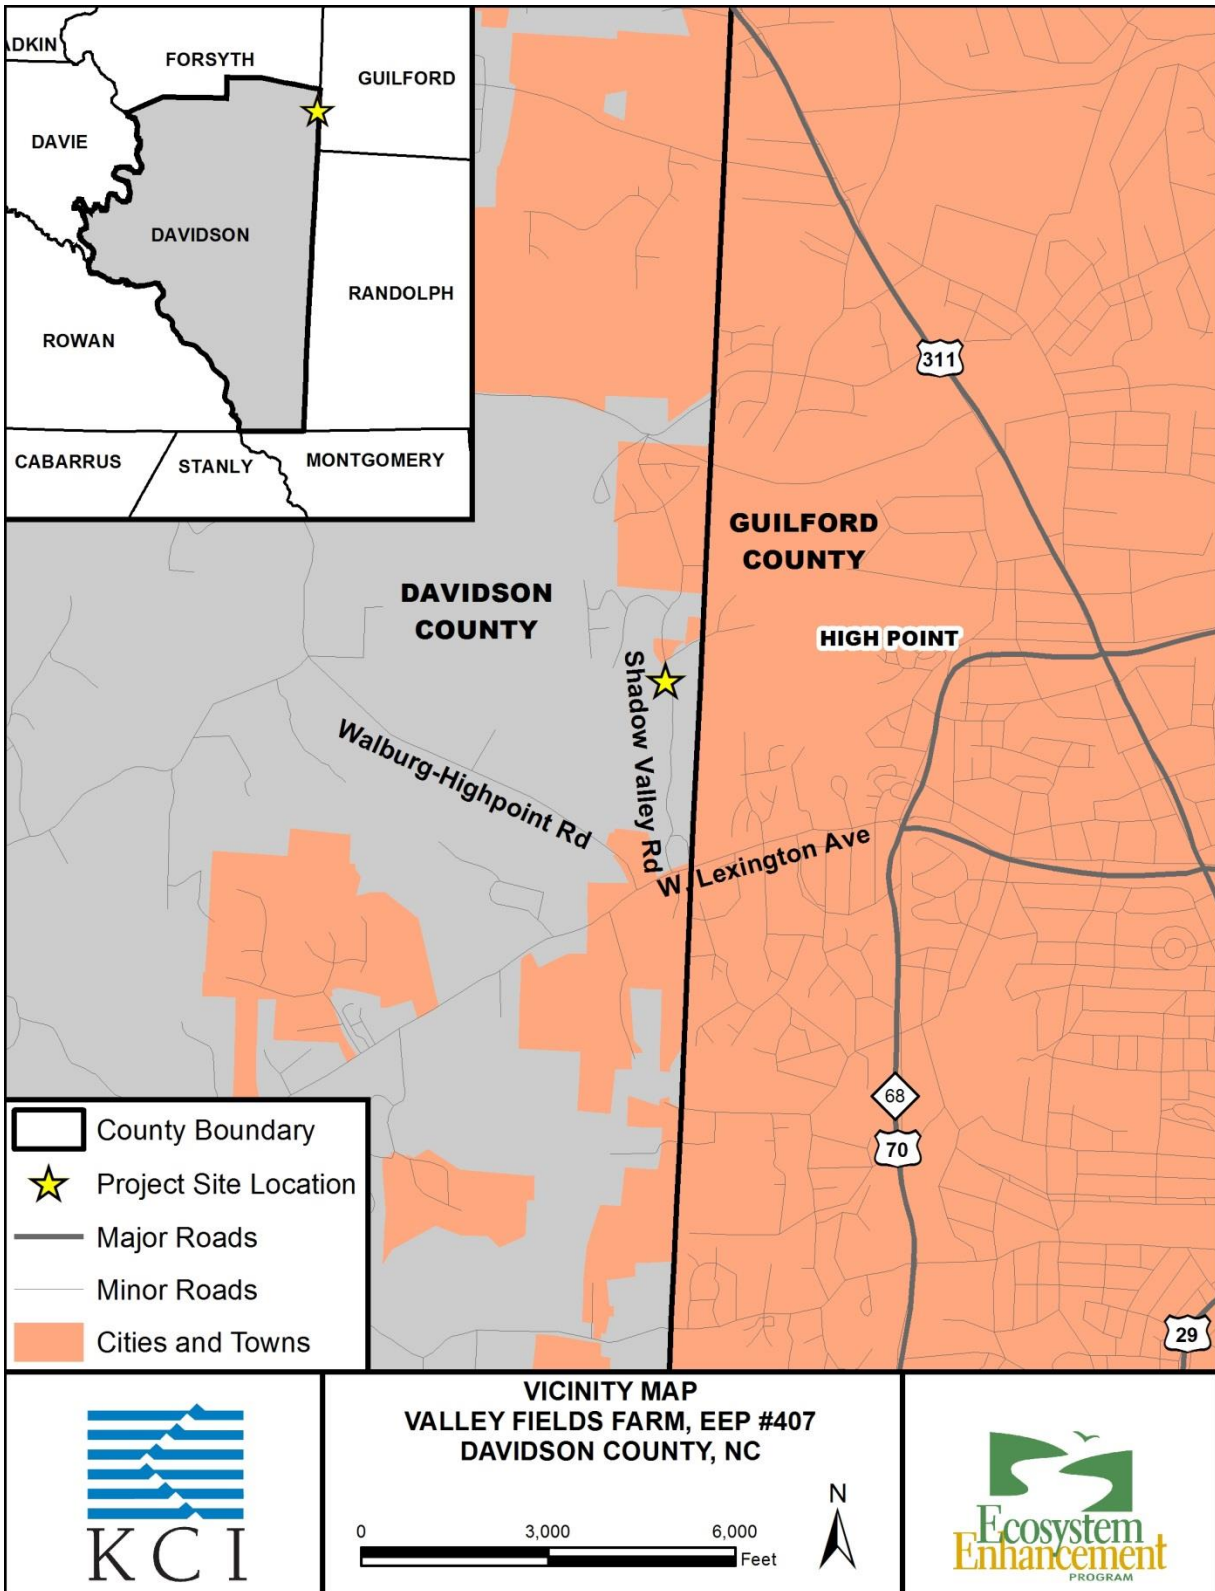 ADKIN
FORSYTH
GUILFORD
DAVIE
DAVIDSON
RANDOLPH
ROWAN
CABARRUS
STANLY
MONTGOMERY
311
GUILFORD
COUNTY
DAVIDSON
COUNTY
HIGH POINT
Shadow Valley Rd
Walburg-Highpoint Rd
W. Lexington Ave
68
70
29
County Boundary
Project Site Location
Major Roads
Minor Roads
Cities and Towns
KCI
VICINITY MAP
VALLEY FIELDS FARM, EEP #407
DAVIDSON COUNTY, NC
N
0 3,000 6,000
Feet
Ecosystem
Enhancement
PROGRAM